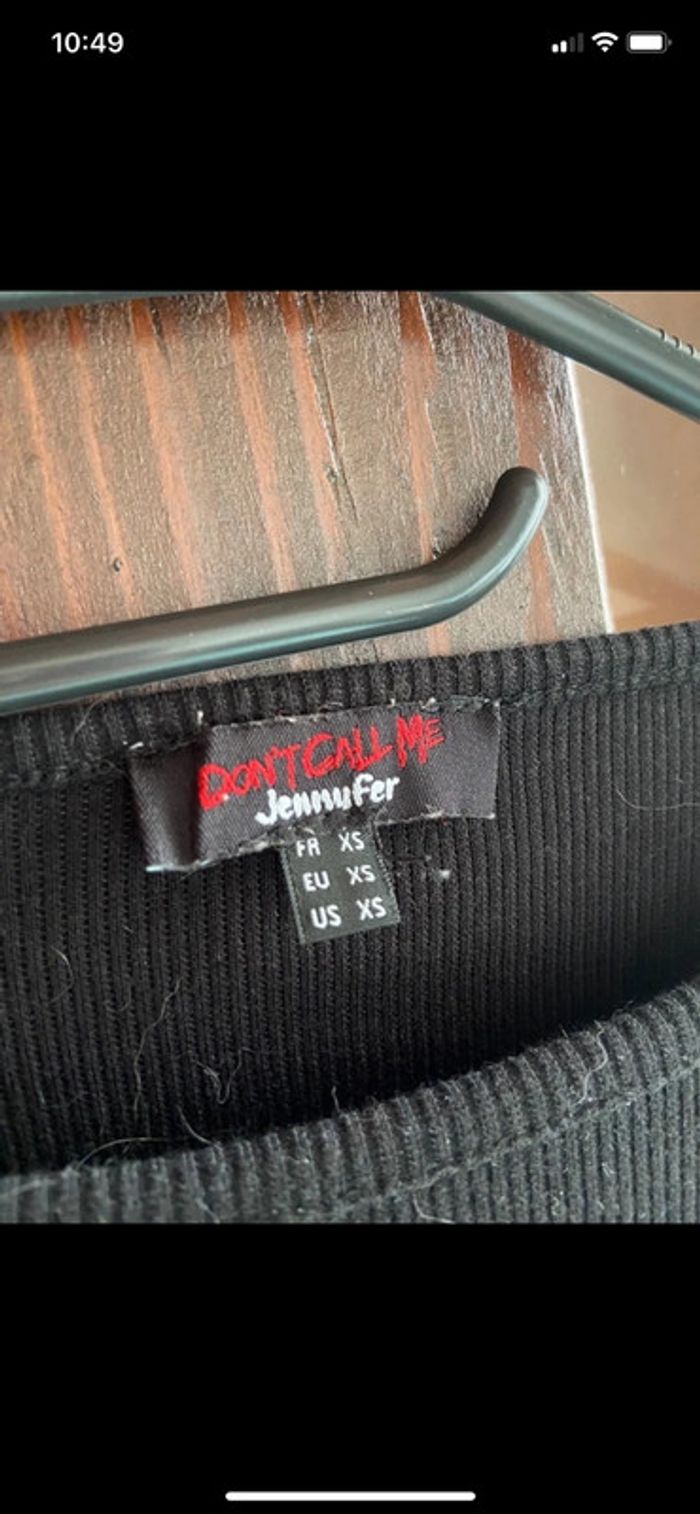 10:49
DON'T CALL ME
Jennyfer
FR XS
EU XS
US XS